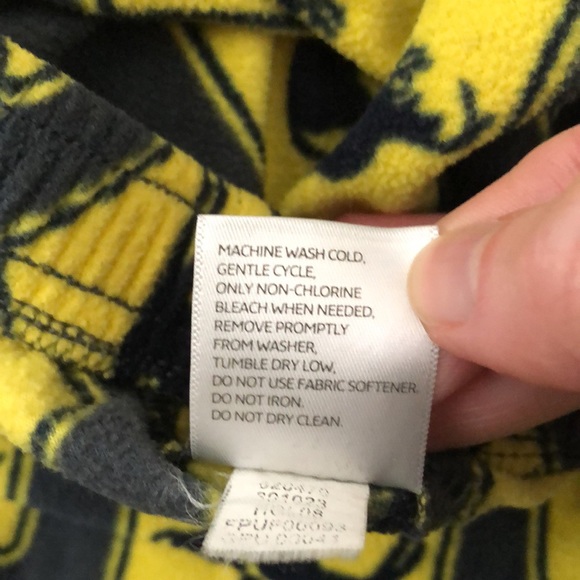 MACHINE WASH COLD,
GENTLE CYCLE,
ONLY NON-CHLORINE
BLEACH WHEN NEEDED,
REMOVE PROMPTLY
FROM WASHER,
TUMBLE DRY LOW,
DO NOT USE FABRIC SOFTENER.
DO NOT IRON.
DO NOT DRY CLEAN.